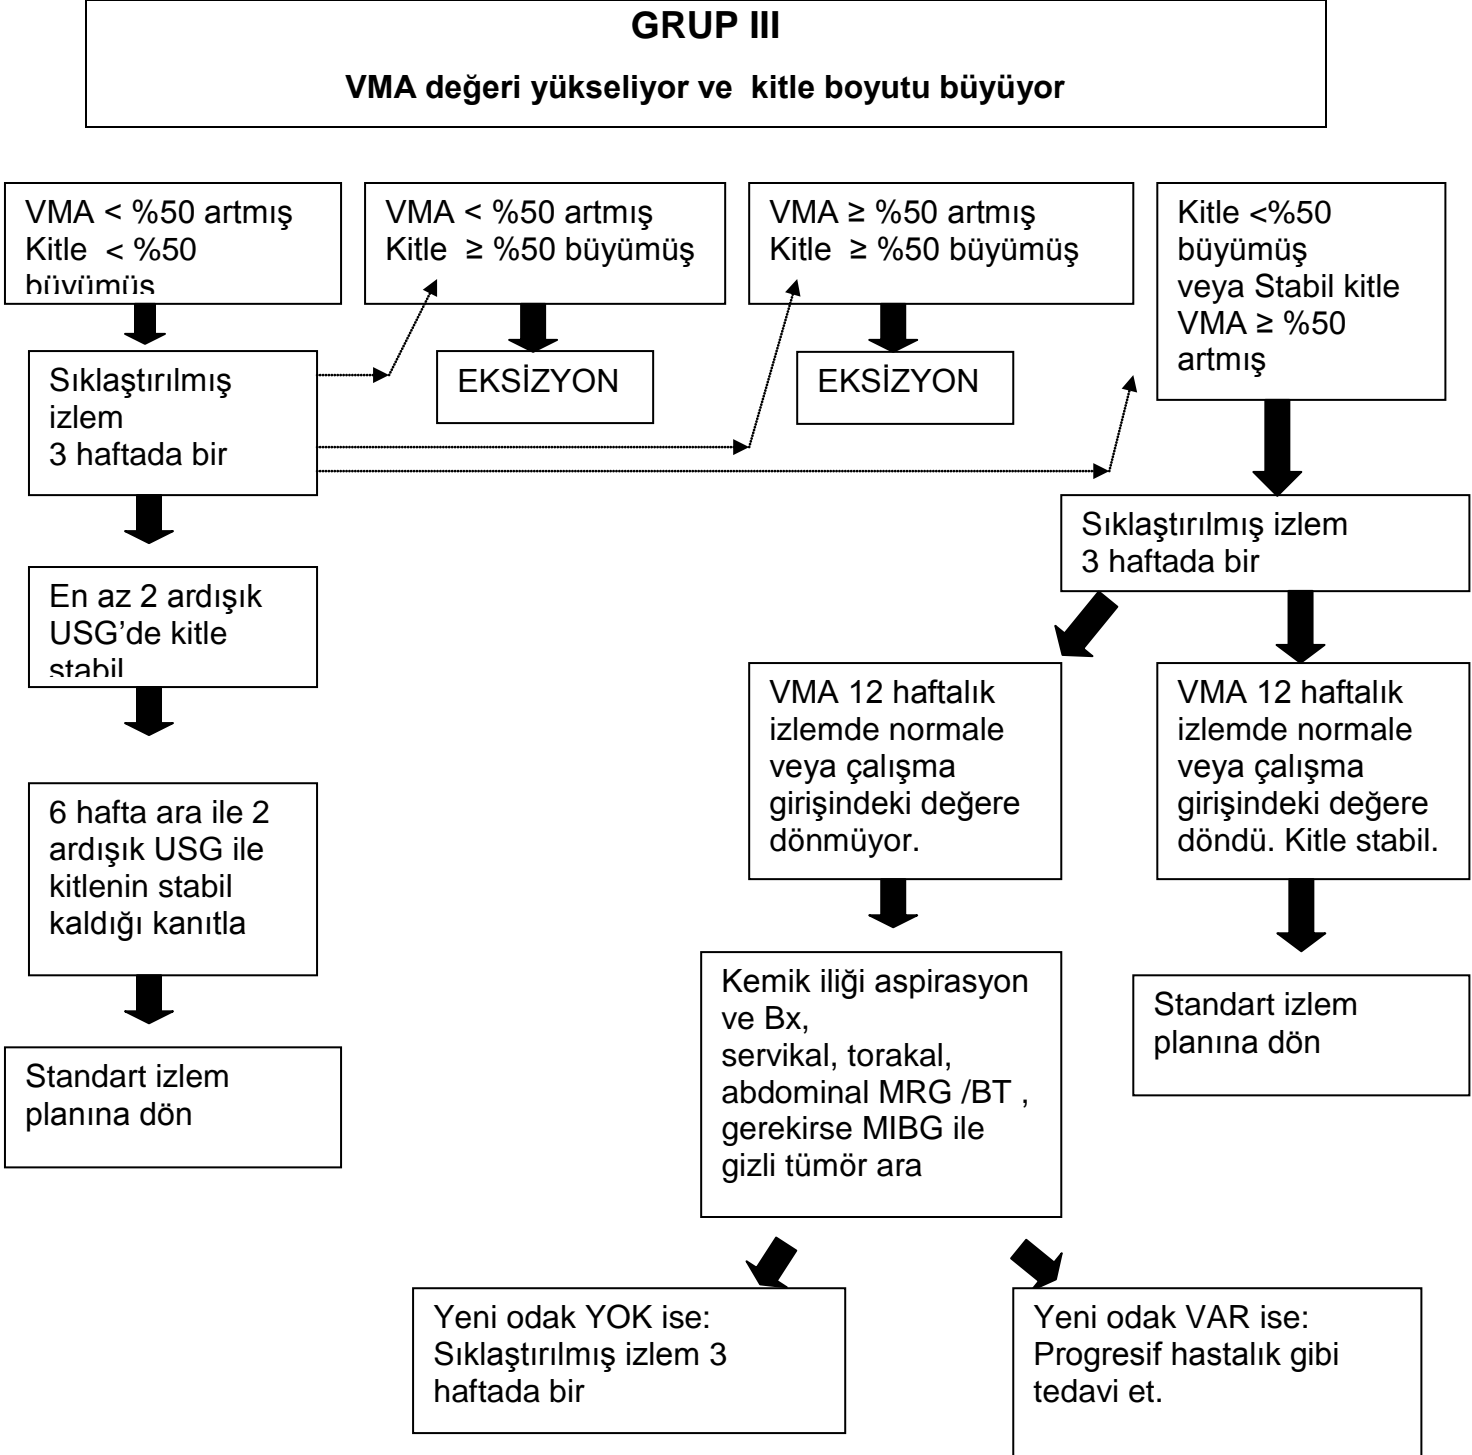 GRUP III
VMA değeri yükseliyor ve kitle boyutu büyüyor
VMA < %50 artmış
Kitle < %50
büyümüş
VMA < %50 artmış
Kitle ≥ %50 büyümüş
VMA ≥ %50 artmış
Kitle ≥ %50 büyümüş
Kitle <%50
büyümüş
veya Stabil kitle
VMA ≥ %50
artmış
Sıklaştırılmış
izlem
3 haftada bir
EKSİZYON
EKSİZYON
Sıklaştırılmış izlem
3 haftada bir
En az 2 ardışık
USG’de kitle
stabil
VMA 12 haftalık
izlemde normale
veya çalışma
girişindeki değere
dönmüyor.
VMA 12 haftalık
izlemde normale
veya çalışma
girişindeki değere
döndü. Kitle stabil.
6 hafta ara ile 2
ardışık USG ile
kitlenin stabil
kaldığı kanıtla
Kemik iliği aspirasyon
ve Bx,
servikal, torakal,
abdominal MRG /BT ,
gerekirse MIBG ile
gizli tümör ara
Standart izlem
planına dön
Standart izlem
planına dön
Yeni odak YOK ise:
Sıklaştırılmış izlem 3
haftada bir
Yeni odak VAR ise:
Progresif hastalık gibi
tedavi et.